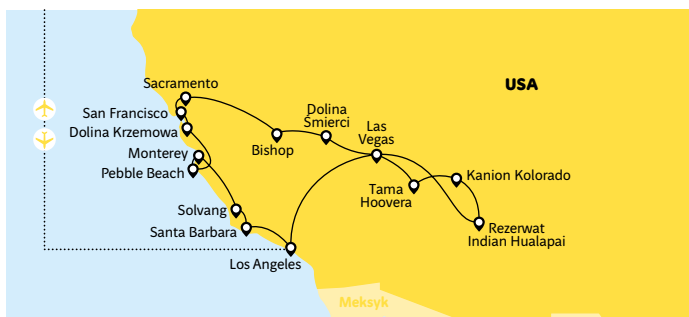 Sacramento
USA
San Francisco
Dolina
Śmierci
Dolina Krzemowa
Las
Vegas
Bishop
Monterey
Pebble Beach
Kanion Kolorado
Tama
Hoovera
Solvang
Rezerwat
Indian Hualapai
Santa Barbara
Los Angeles
Meksyk